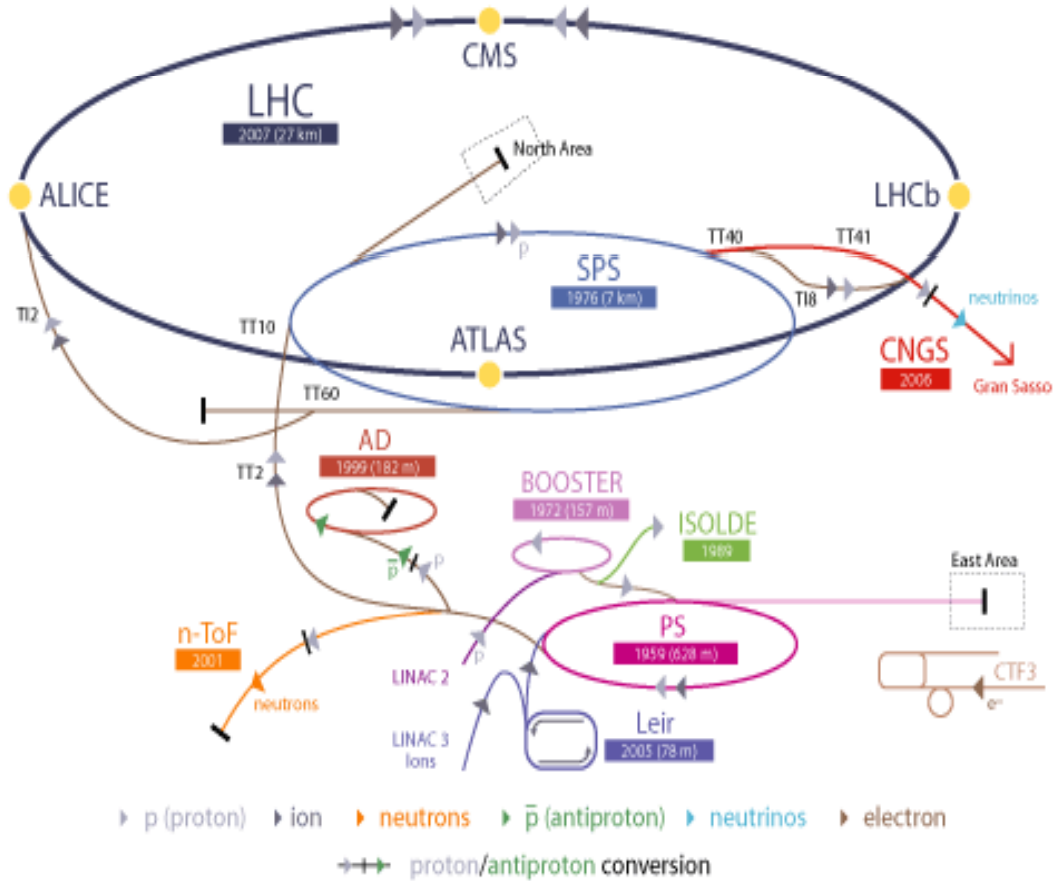 CMS
LHC
2007 (27 km)
North Area
ALICE
LHCb
TT40
TT41
p
SPS
1976 (7 km)
TI8
neutrinos
TI2
TT10
ATLAS
CNGS
2006
Gran Sasso
TT60
AD
1999 (182 m)
TT2
BOOSTER
1972 (157 m)
ISOLDE
1989
East Area
p̅
p
n-ToF
2001
PS
1959 (628 m)
p
LINAC 2
neutrons
CTF3
e⁻
Leir
2005 (78 m)
LINAC 3
Ions
p (proton) ion neutrons p̅ (antiproton) neutrinos electron
proton/antiproton conversion